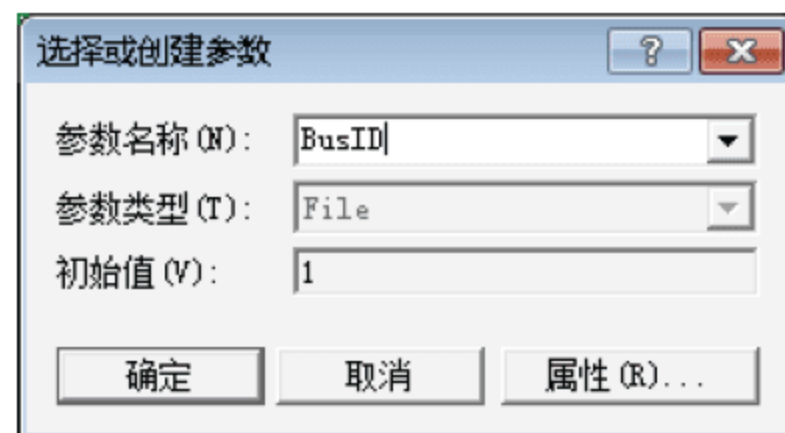 选择或创建参数
参数名称(N): BusID
参数类型(T): File
初始值(V): 1
确定 取消 属性(R)...